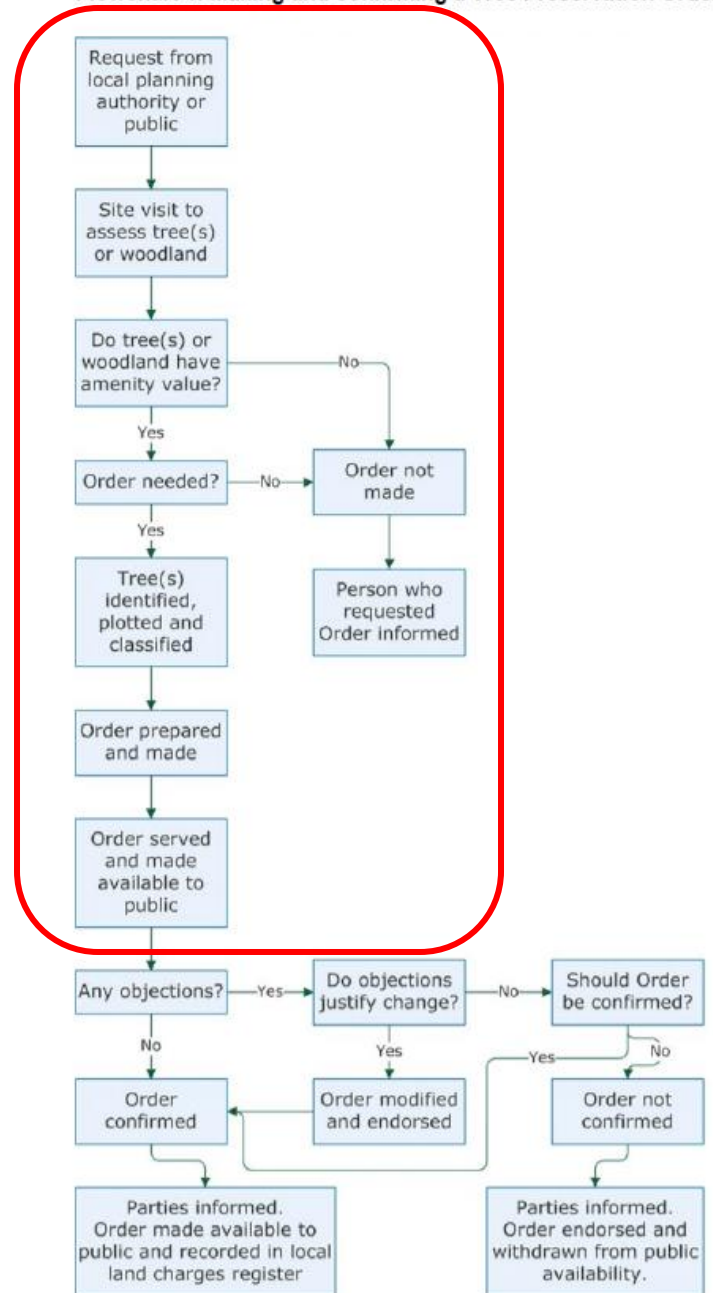 Request from
local planning
authority or
public
Site visit to
assess tree(s)
or woodland
Do tree(s) or
woodland have
amenity value?
No
Yes
Order needed?
No
Order not
made
Yes
Person who
requested
Order informed
Tree(s)
identified,
plotted and
classified
Order prepared
and made
Order served
and made
available to
public
Any objections?
Yes
Do objections
justify change?
No
Should Order
be confirmed?
No
Yes
Yes
No
Order
confirmed
Order modified
and endorsed
Order not
confirmed
Parties informed.
Order made available to
public and recorded in local
land charges register
Parties informed.
Order endorsed and
withdrawn from public
availability.